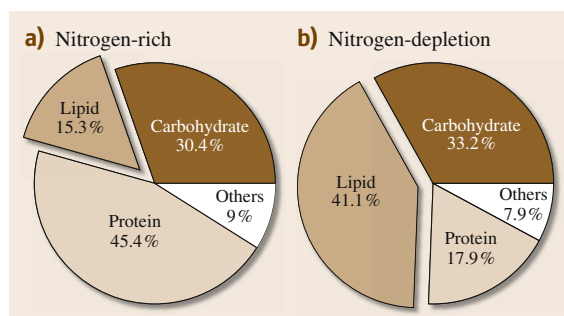 a) Nitrogen-rich
Lipid
15.3%
Carbohydrate
30.4%
Others
9%
Protein
45.4%
b) Nitrogen-depletion
Carbohydrate
33.2%
Lipid
41.1%
Others
7.9%
Protein
17.9%